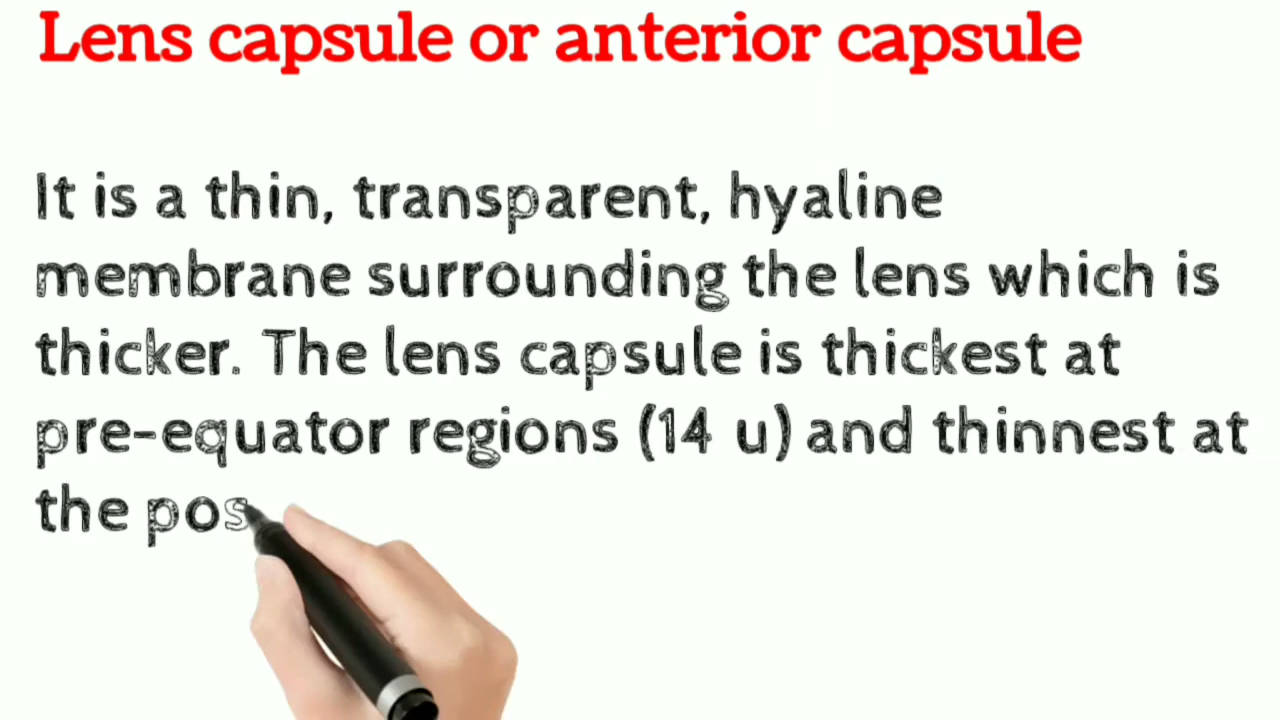 Lens capsule or anterior capsule
It is a thin, transparent, hyaline
membrane surrounding the lens which is
thicker. The lens capsule is thickest at
pre-equator regions (14 u) and thinnest at
the pos